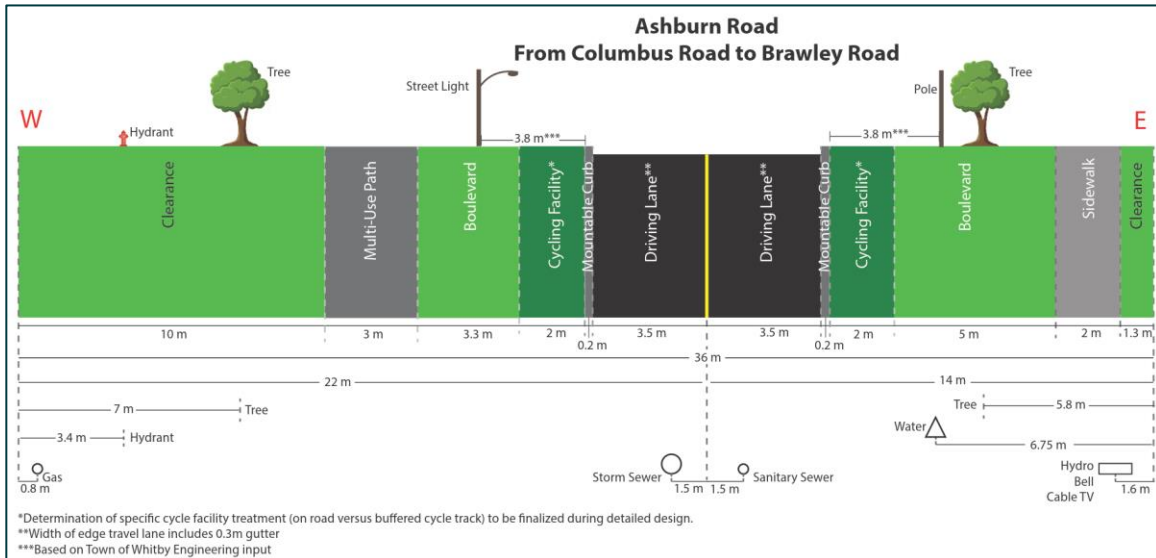 Ashburn Road
From Columbus Road to Brawley Road
Tree
Street Light
Pole
Tree
W
Hydrant
3.8 m***
3.8 m***
E
Clearance
Multi-Use Path
Boulevard
Cycling Facility*
Mountable Curb
Driving Lane**
Driving Lane**
Mountable Curb
Cycling Facility*
Boulevard
Sidewalk
Clearance
10 m
3 m
3.3 m
2 m
0.2 m
3.5 m
3.5 m
0.2 m
2 m
5 m
2 m
1.3 m
36 m
22 m
14 m
7 m
Tree
Tree
5.8 m
3.4 m
Hydrant
Water
6.75 m
Gas
0.8 m
Storm Sewer
1.5 m
1.5 m
Sanitary Sewer
Hydro
Bell
Cable TV
1.6 m
*Determination of specific cycle facility treatment (on road versus buffered cycle track) to be finalized during detailed design.
**Width of edge travel lane includes 0.3m gutter
***Based on Town of Whitby Engineering input